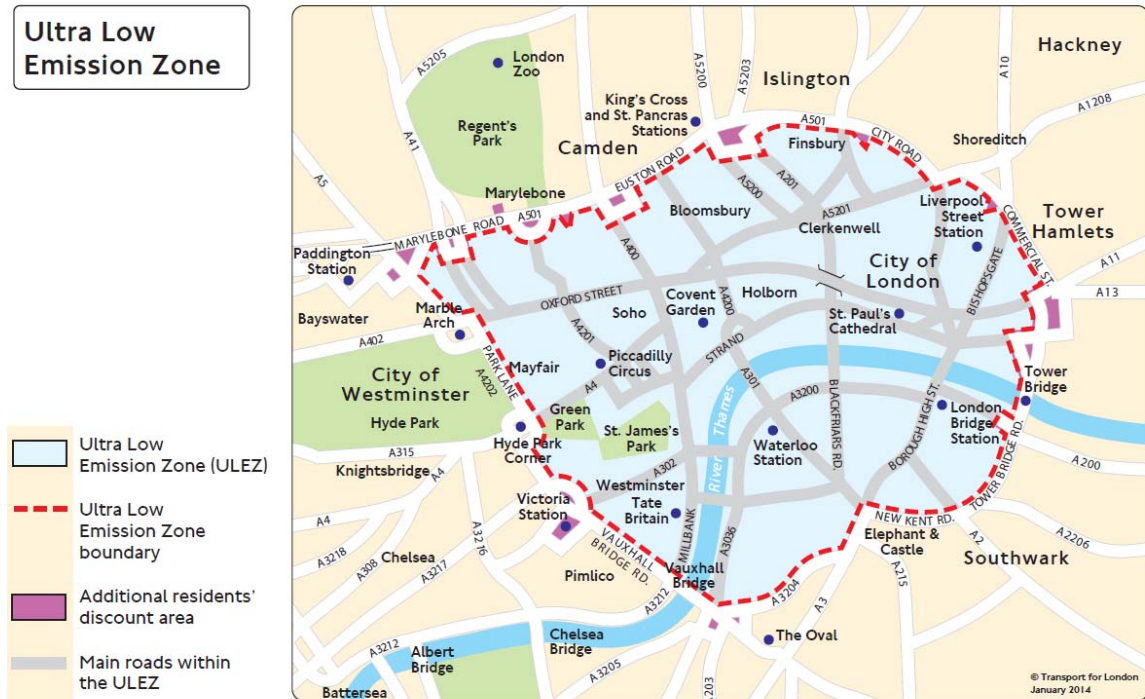 Ultra Low
Emission Zone
Ultra Low
Emission Zone (ULEZ)
Ultra Low
Emission Zone
boundary
Additional residents'
discount area
Main roads within
the ULEZ
A5205
London
Zoo
A5200
A5203
Islington
A10
Hackney
A41
King's Cross
and St. Pancras
Stations
A501
A1208
Regent's
Park
Camden
Finsbury
CITY ROAD
Shoreditch
A5
EUSTON ROAD
A5200
A201
Marylebone
MARYLEBONE ROAD
A501
Bloomsbury
A5201
Liverpool
Street
Station
COMMERCIAL ST.
Tower
Hamlets
Clerkenwell
A400
Paddington
Station
City of
London
BISHOPSGATE
A11
A13
OXFORD STREET
Covent
Garden
A4200
Holborn
Bayswater
Marble
Arch
Soho
St. Paul's
Cathedral
A402
A4201
STRAND
PARK LANE
A4202
Mayfair
Piccadilly
Circus
City of
Westminster
A4
A301
A3200
BLACKFRIARS RD.
Tower
Bridge
Hyde Park
Green
Park
St. James's
Park
River Thames
BOROUGH HIGH ST.
London
Bridge
Station
A315
Hyde Park
Corner
Waterloo
Station
Knightsbridge
A4
A302
TOWER BRIDGE RD.
A200
Westminster
Victoria
Station
Tate
Britain
MILLBANK
A3036
NEW KENT RD.
A4
A3216
VAUXHALL
BRIDGE RD.
Elephant &
Castle
A2
A2206
A3218
A308
A3217
Chelsea
Southwark
Pimlico
Vauxhall
Bridge
A3212
A3204
A3
A215
Chelsea
Bridge
The Oval
A3212
Albert
Bridge
A3205
A203
Battersea
© Transport for London
January 2014